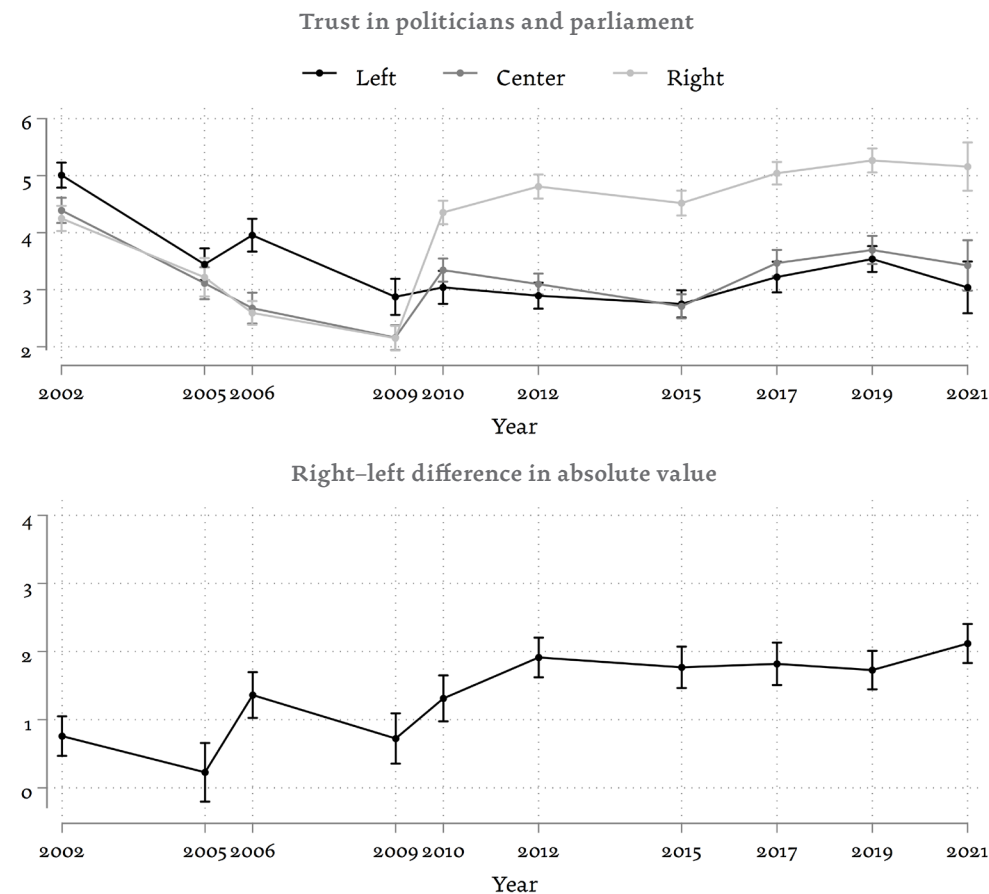 Trust in politicians and parliament
Left Center Right
6
5
4
3
2
2002 2005 2006 2009 2010 2012 2015 2017 2019 2021
Year
Right–left difference in absolute value
4
3
2
1
0
2002 2005 2006 2009 2010 2012 2015 2017 2019 2021
Year